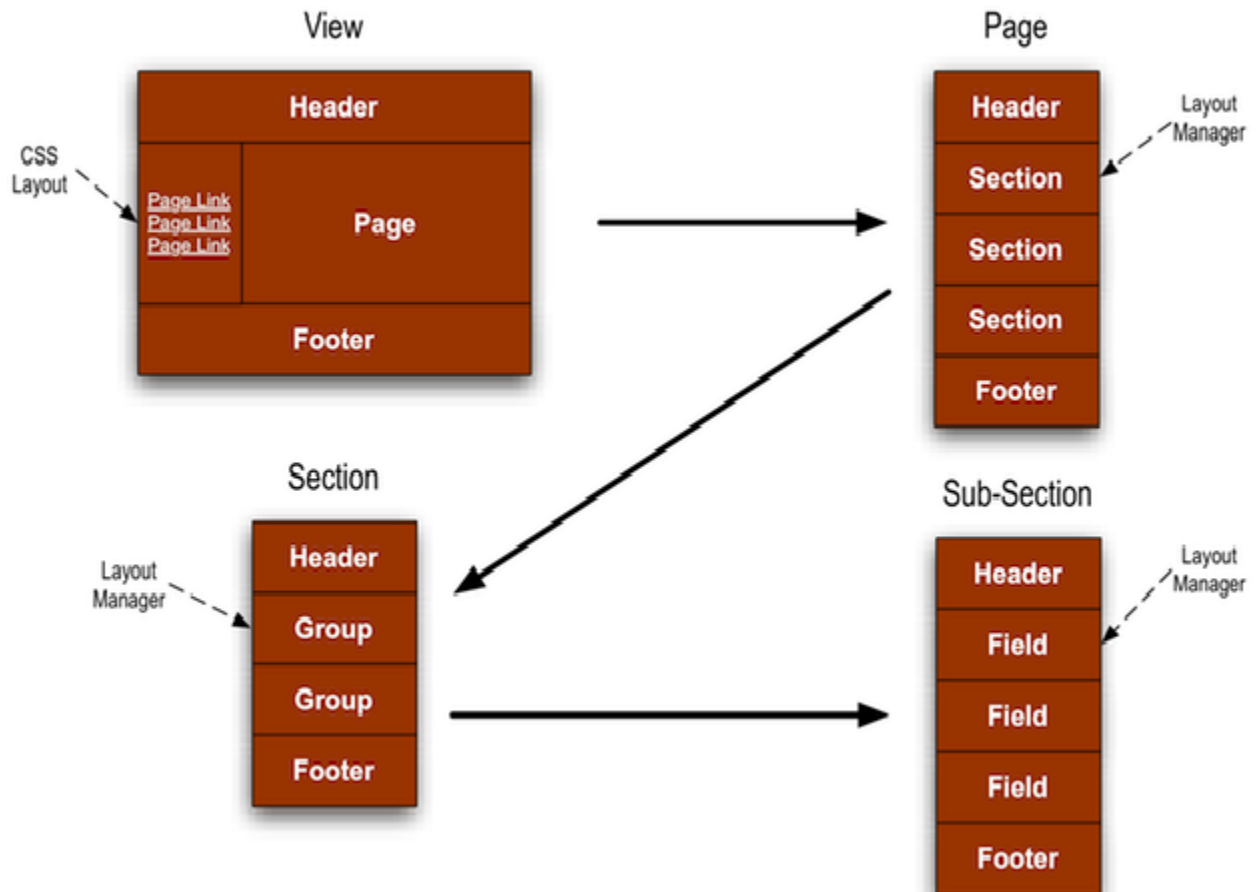 View
Header
CSS
Layout
Page Link
Page Link
Page Link
Page
Footer
Page
Header
Layout
Manager
Section
Section
Section
Footer
Section
Header
Layout
Manager
Group
Group
Footer
Sub-Section
Header
Layout
Manager
Field
Field
Field
Footer